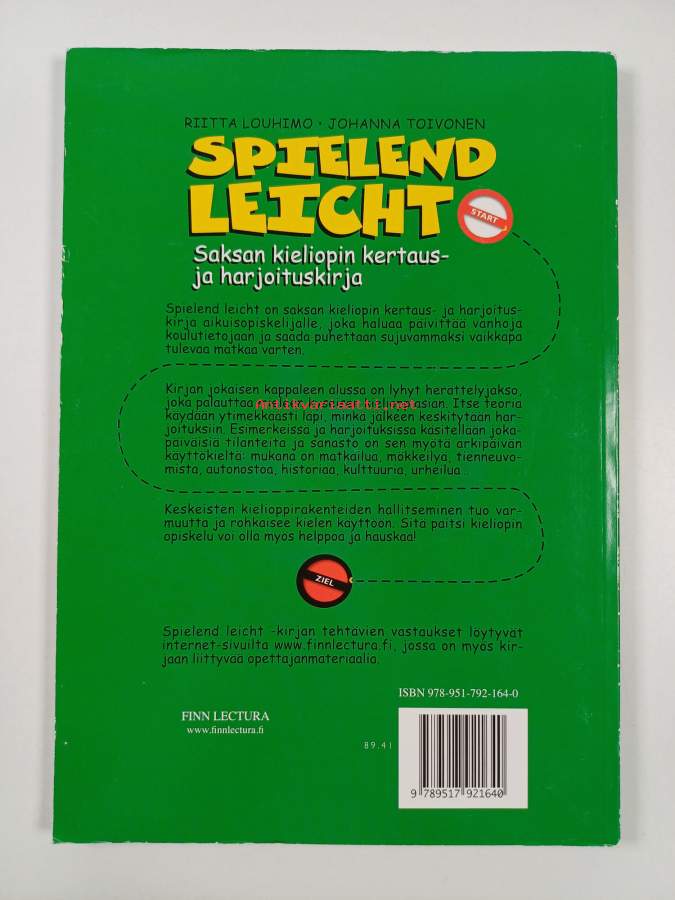 RIITTA LOUHIMO • JOHANNA TOIVONEN
SPIELEND
LEICHT
START
Saksan kieliopin kertaus-
ja harjoituskirja
Spielend leicht on saksan kieliopin kertaus- ja harjoitus-
kirja aikuisopiskelijalle, joka haluaa päivittää vanhoja
koulutietojaan ja saada puhettaan sujuvammaksi vaikkapa
tulevaa matkaa varten.
Kirjan jokaisen kappaleen alussa on lyhyt herättelyjakso,
joka palauttaa asian. Itse teoria
Antikvariaatti.net
käydään ytimekkäästi läpi, minkä jälkeen keskitytään har-
joituksiin. Esimerkeissä ja harjoituksissa käsitellään joka-
päiväisiä tilanteita ja sanasto on sen myötä arkipäivän
käyttökieltä: mukana on matkailua, mökkeilyä, tienneuvo-
mista, autonostoa, historiaa, kulttuuria, urheilua...
Keskeisten kielioppirakenteiden hallitseminen tuo var-
muutta ja rohkaisee kielen käyttöön. Sitä paitsi kieliopin
opiskelu voi olla myös helppoa ja hauskaa!
ZIEL
Spielend leicht -kirjan tehtävien vastaukset löytyvät
internet-sivuilta www.finnlectura.fi, jossa on myös kir-
jaan liittyvää opettajanmateriaalia.
ISBN 978-951-792-164-0
FINN LECTURA
www.finnlectura.fi
89.41
9 789517 921640